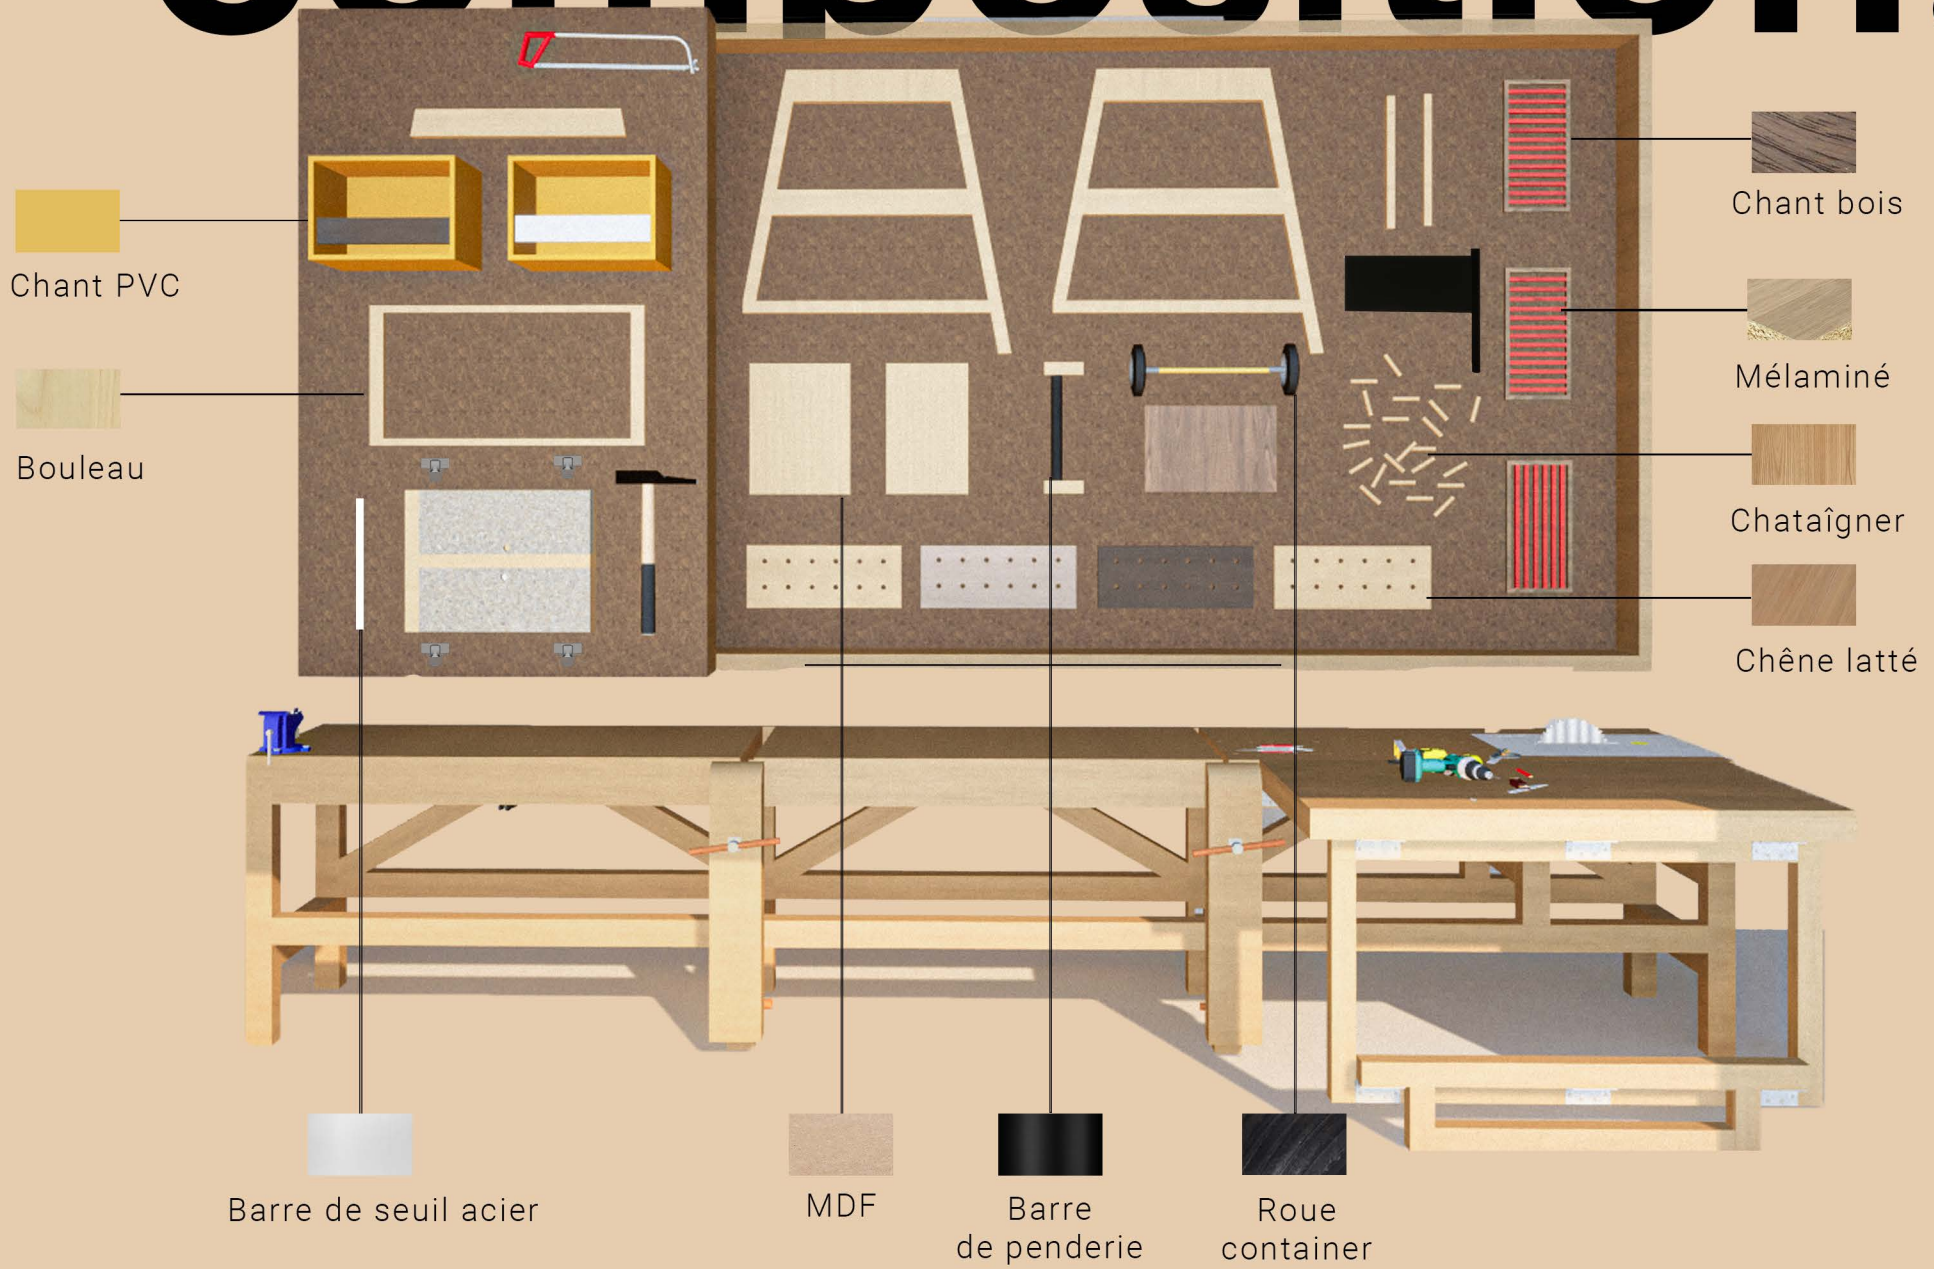 composition.
Chant bois
Chant PVC
Mélaminé
Bouleau
Chataîgner
Chêne latté
Barre de seuil acier
MDF
Barre
de penderie
Roue
container